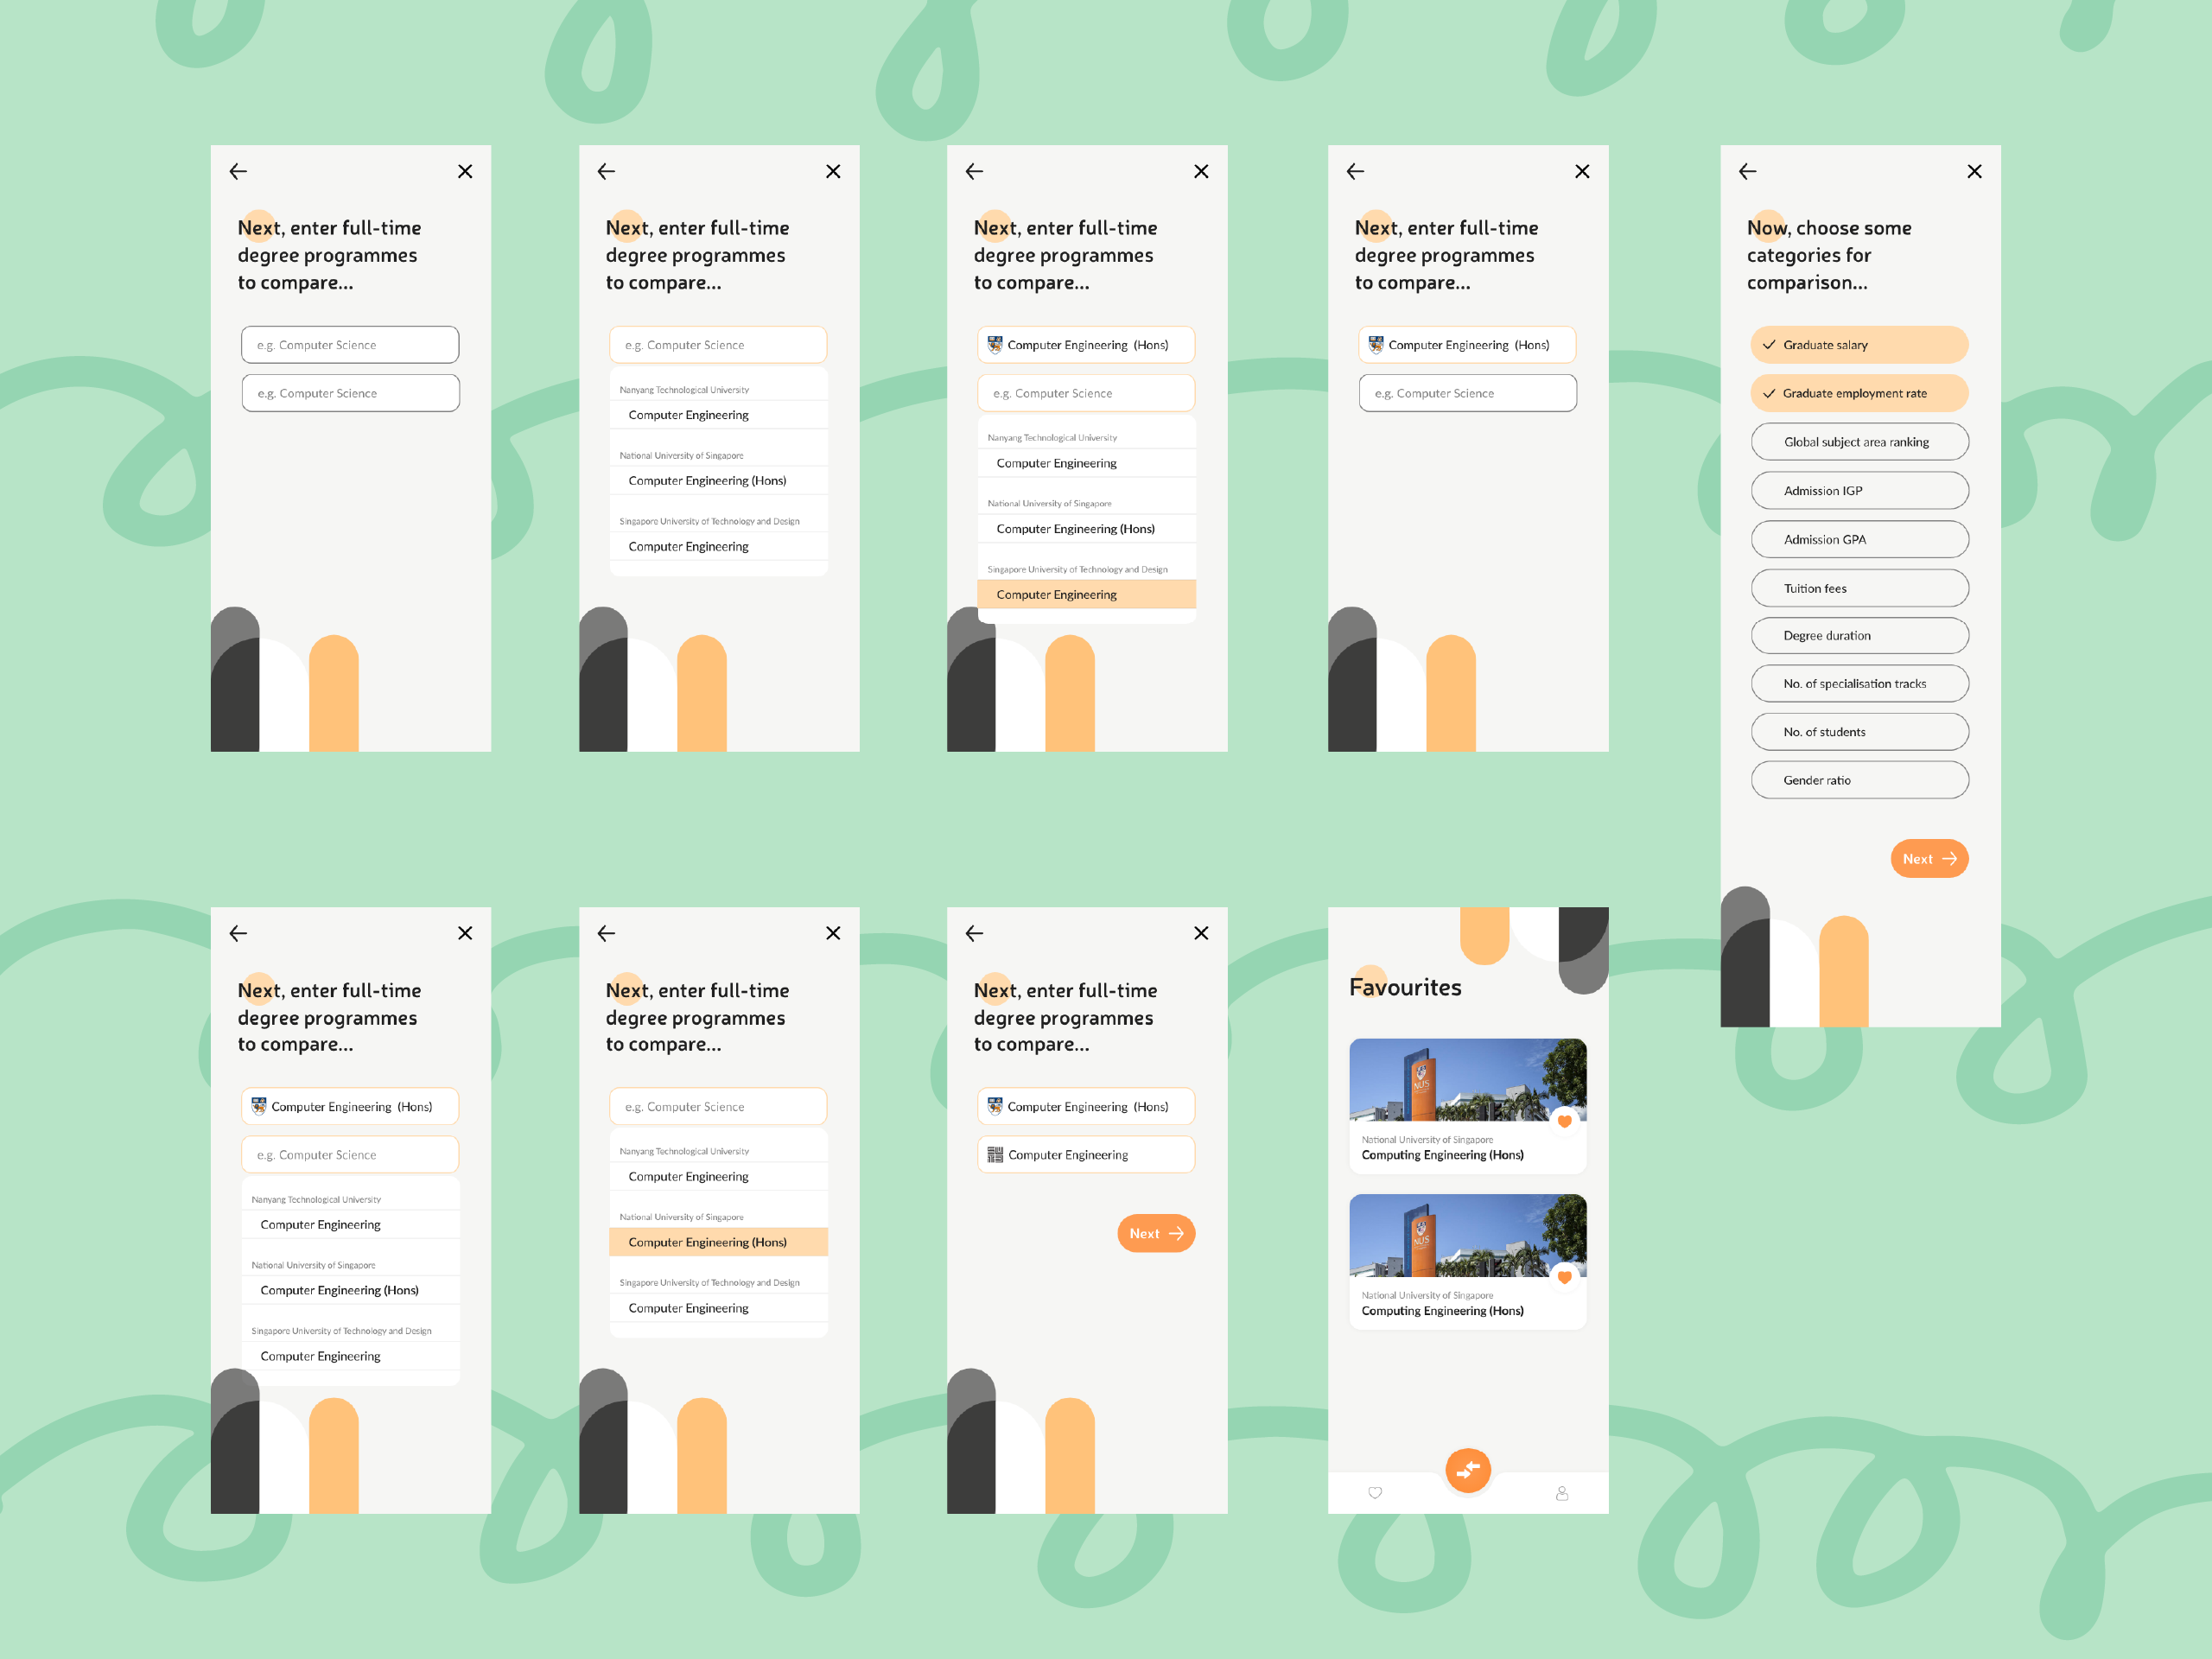 Next, enter full-time
degree programmes
to compare...
e.g. Computer Science
e.g. Computer Science
Next, enter full-time
degree programmes
to compare...
e.g. Computer Science
Nanyang Technological University
Computer Engineering
National University of Singapore
Computer Engineering (Hons)
Singapore University of Technology and Design
Computer Engineering
Next, enter full-time
degree programmes
to compare...
Computer Engineering (Hons)
e.g. Computer Science
Nanyang Technological University
Computer Engineering
National University of Singapore
Computer Engineering (Hons)
Singapore University of Technology and Design
Computer Engineering
Next, enter full-time
degree programmes
to compare...
Computer Engineering (Hons)
e.g. Computer Science
Now, choose some
categories for
comparison...
Graduate salary
Graduate employment rate
Global subject area ranking
Admission IGP
Admission GPA
Tuition fees
Degree duration
No. of specialisation tracks
No. of students
Gender ratio
Next
Next, enter full-time
degree programmes
to compare...
Computer Engineering (Hons)
e.g. Computer Science
Nanyang Technological University
Computer Engineering
National University of Singapore
Computer Engineering (Hons)
Singapore University of Technology and Design
Computer Engineering
Next, enter full-time
degree programmes
to compare...
e.g. Computer Science
Nanyang Technological University
Computer Engineering
National University of Singapore
Computer Engineering (Hons)
Singapore University of Technology and Design
Computer Engineering
Next, enter full-time
degree programmes
to compare...
Computer Engineering (Hons)
Computer Engineering
Next
Favourites
NUS
National University of Singapore
Computing Engineering (Hons)
NUS
National University of Singapore
Computing Engineering (Hons)